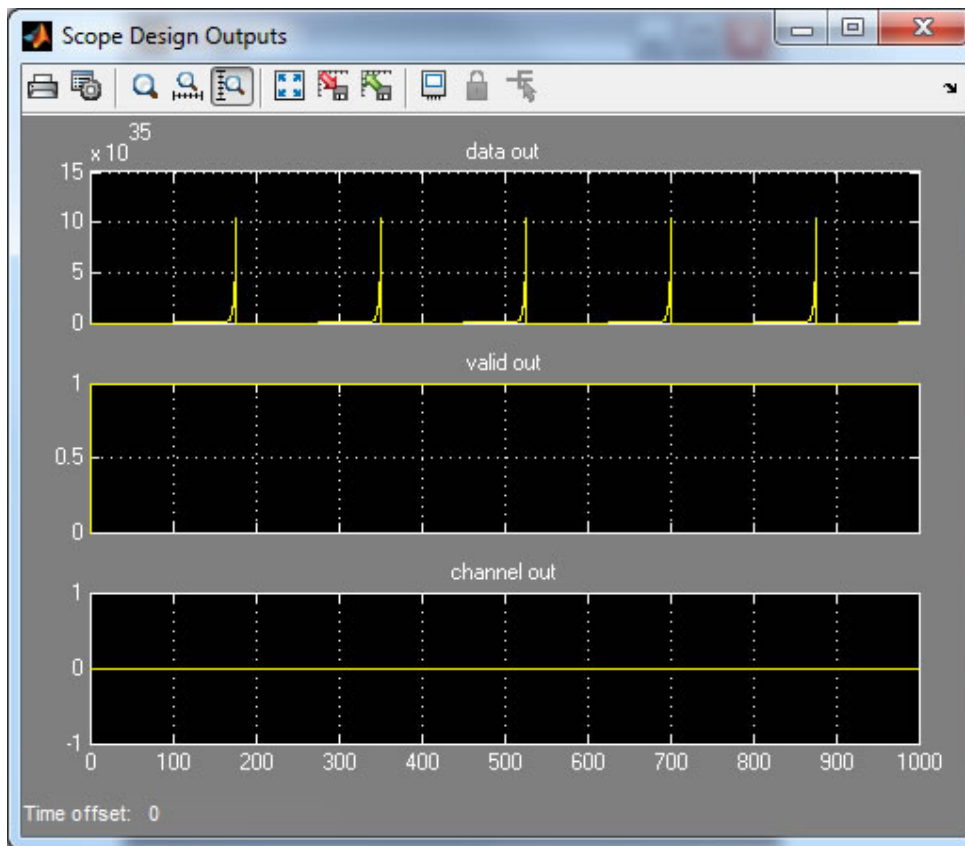 Scope Design Outputs
35
x 10
data out
15
10
5
0
valid out
1
0.5
0
channel out
1
0
-1
0 100 200 300 400 500 600 700 800 900 1000
Time offset: 0